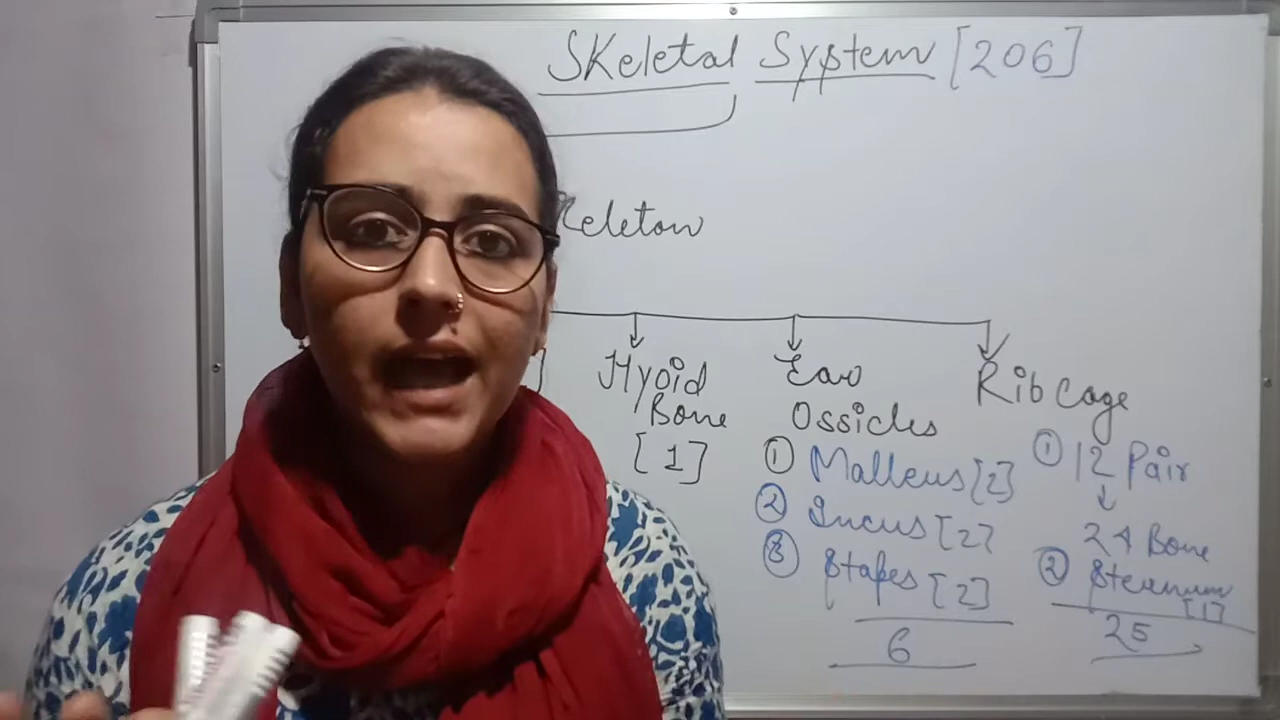 Skeletal System [206]
keleton
Hyoid
Bone
[1]
Ear
Ossicles
① Malleus [2]
② Incus [2]
③ Stapes [2]
6
Rib Cage
① 12 Pair
↓
24 Bone
② Sternum
[1]
25